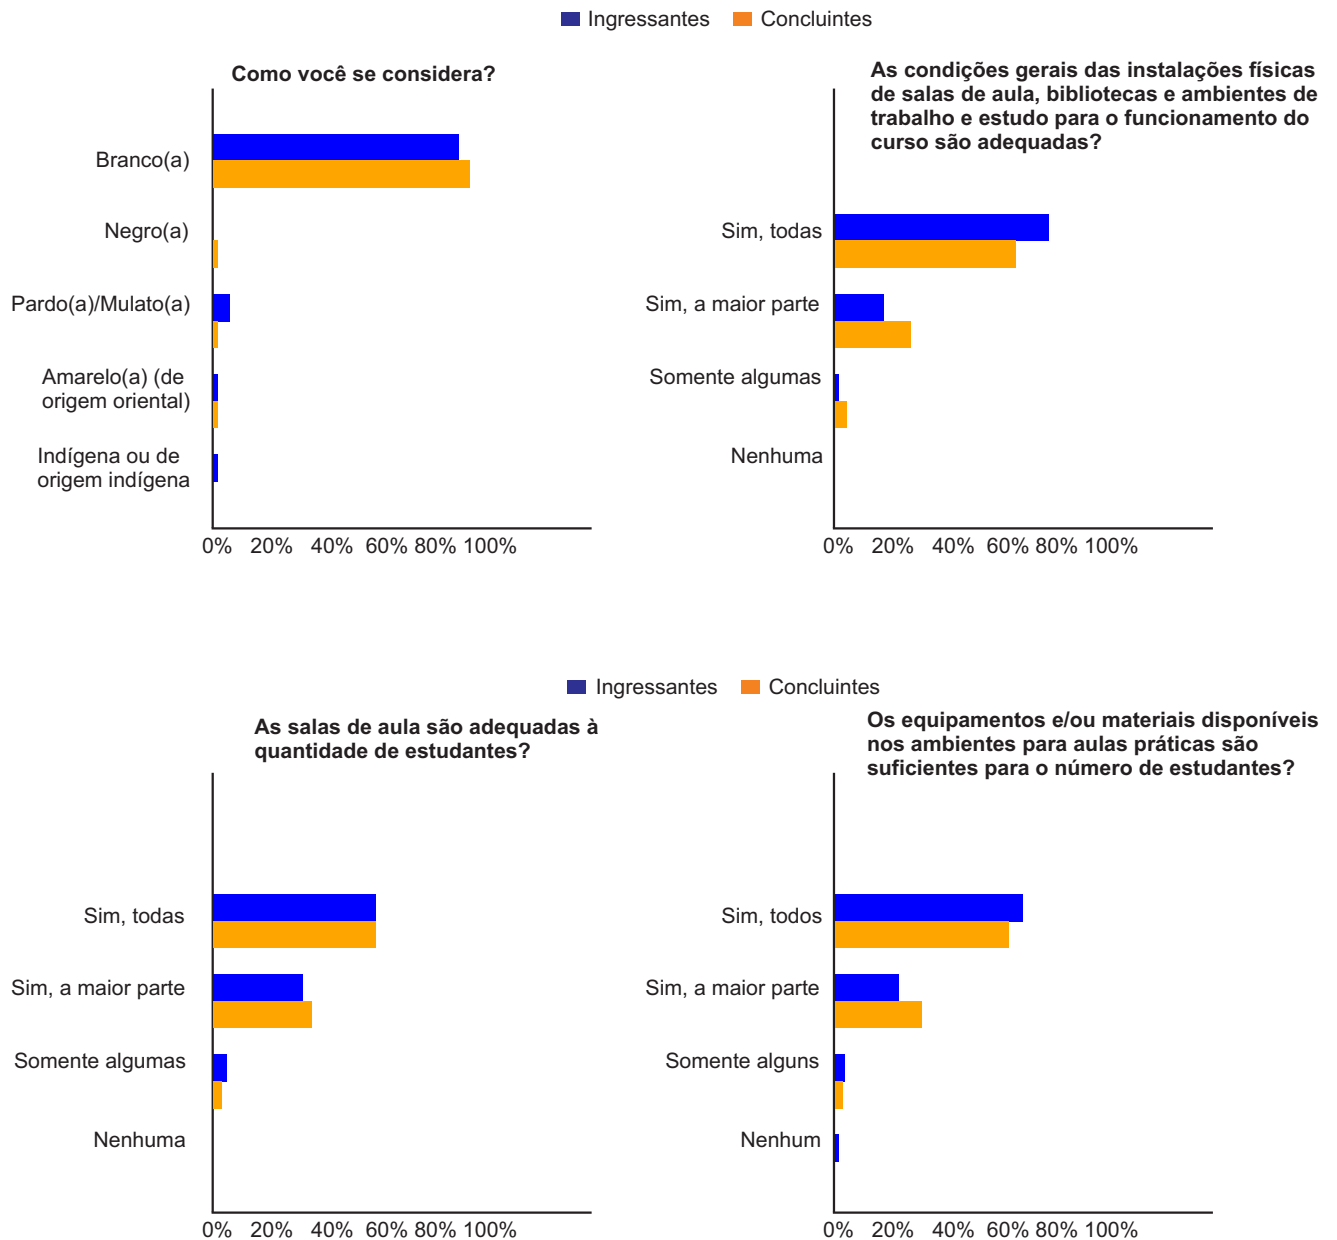 Ingressantes Concluintes
Como você se considera?
Branco(a)
Negro(a)
Pardo(a)/Mulato(a)
Amarelo(a) (de
origem oriental)
Indígena ou de
origem indígena
0% 20% 40% 60% 80% 100%
As condições gerais das instalações físicas
de salas de aula, bibliotecas e ambientes de
trabalho e estudo para o funcionamento do
curso são adequadas?
Sim, todas
Sim, a maior parte
Somente algumas
Nenhuma
0% 20% 40% 60% 80% 100%
Ingressantes Concluintes
As salas de aula são adequadas à
quantidade de estudantes?
Sim, todas
Sim, a maior parte
Somente algumas
Nenhuma
0% 20% 40% 60% 80% 100%
Os equipamentos e/ou materiais disponíveis
nos ambientes para aulas práticas são
suficientes para o número de estudantes?
Sim, todos
Sim, a maior parte
Somente alguns
Nenhum
0% 20% 40% 60% 80% 100%